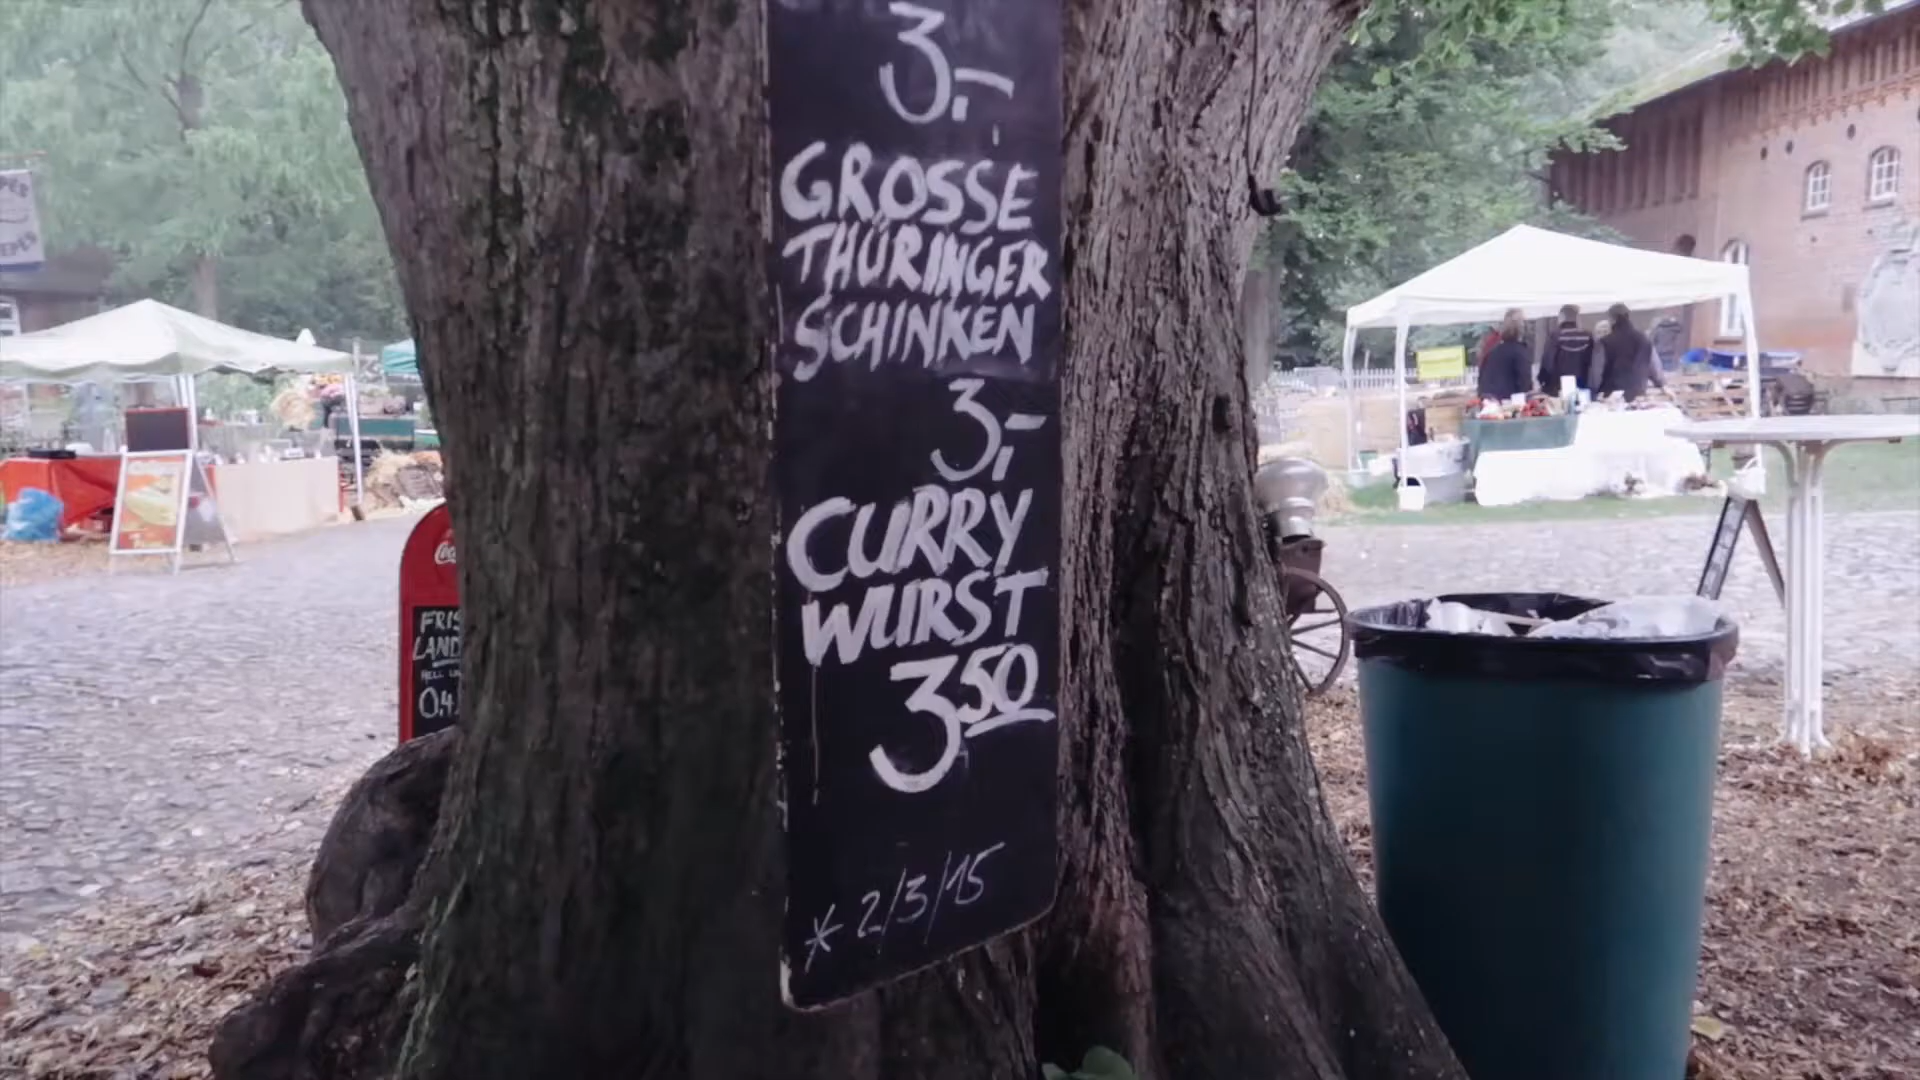 3,-
GROSSE
THÜRINGER
SCHINKEN
3,-
CURRY
WURST
3 50
* 2/3/15